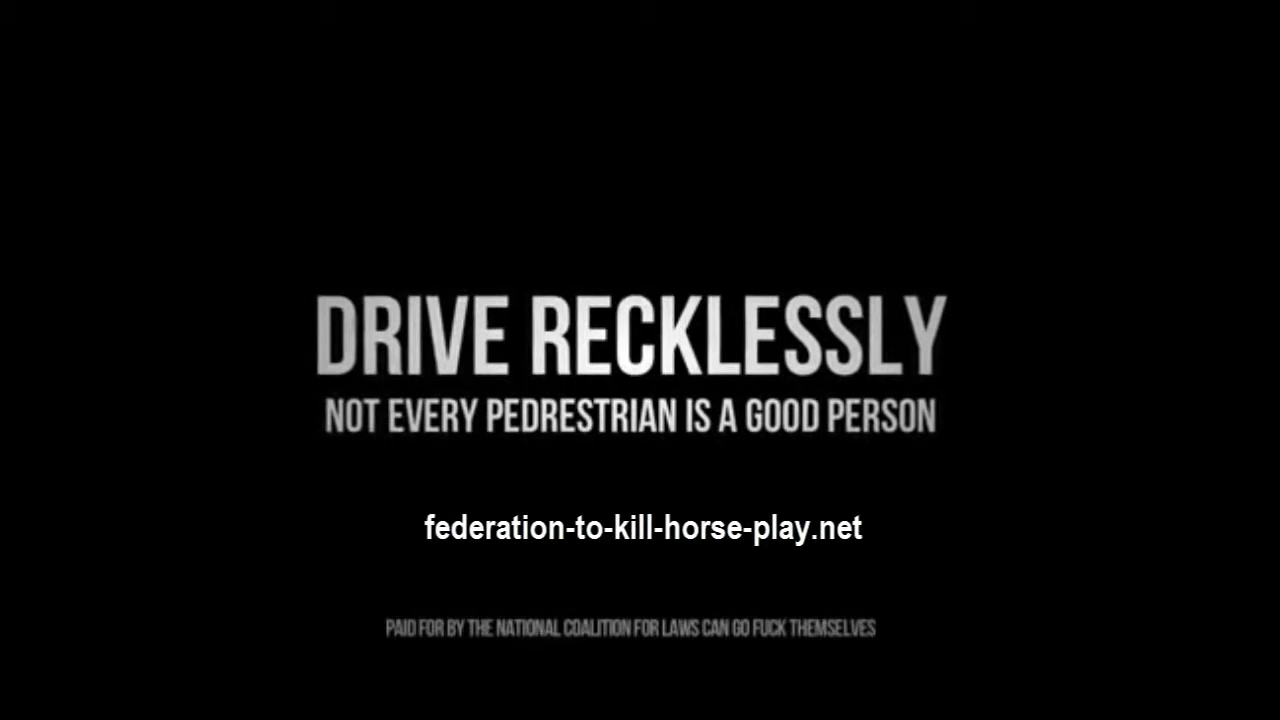 DRIVE RECKLESSLY
NOT EVERY PEDRESTRIAN IS A GOOD PERSON
federation-to-kill-horse-play.net
PAID FOR BY THE NATIONAL COALITION FOR LAWS CAN GO FUCK THEMSELVES